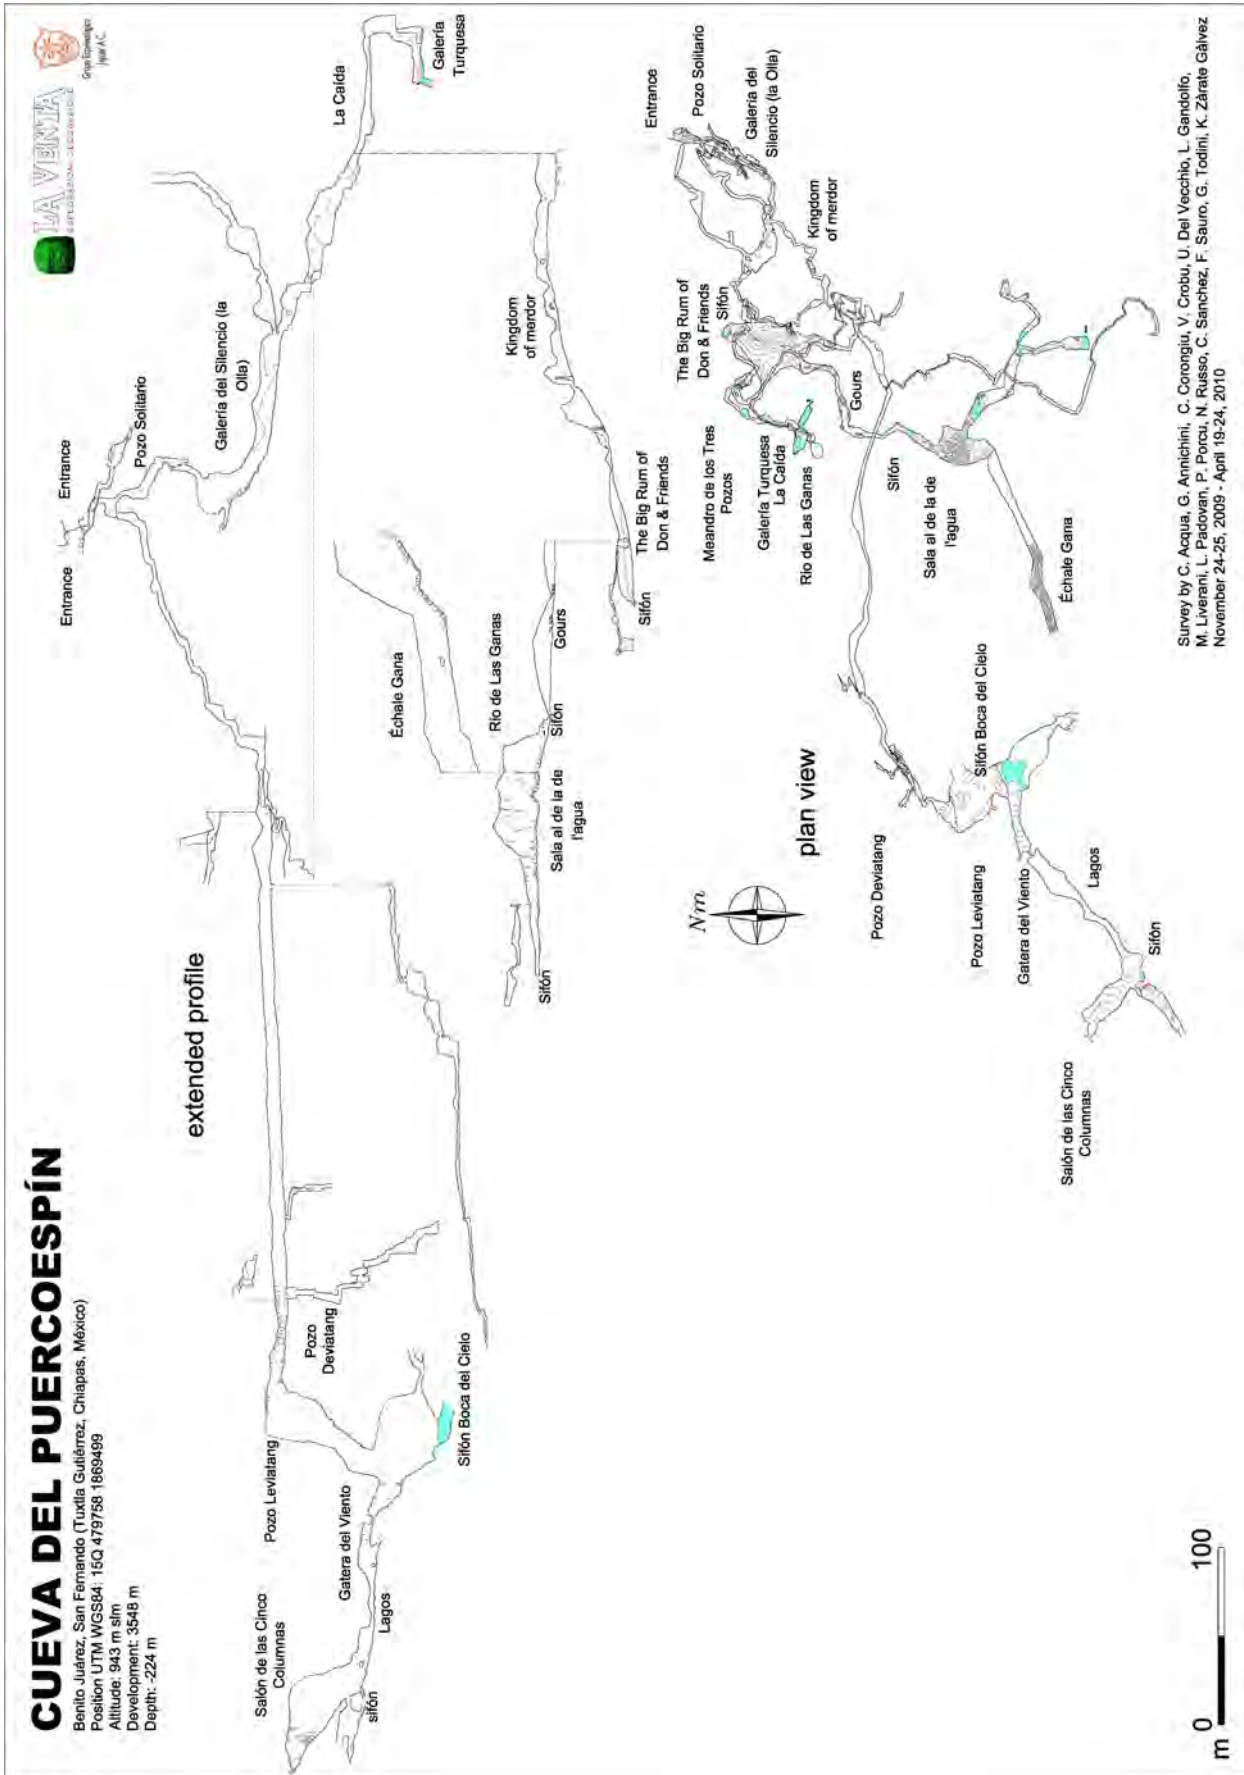 CUEVA DEL PUERCOESPÍN
Benito Juárez, San Fernando (Tuxtla Gutiérrez, Chiapas, México)
Position UTM WGS84: 15Q 479758 1869499
Altitude: 943 m slm
Development: 3548 m
Depth: -224 m
LA VENTA
ESPLORAZIONI GEOGRAFICHE
Grupo Espeleológico
Jaguar A.C.
extended profile
Entrance
Entrance
Pozo Solitario
Galería del Silencio (la
Olla)
La Caída
Galería
Turquesa
Kingdom
of merdor
The Big Rum of
Don & Friends
Sifón
Gours
Sifón
Río de Las Ganas
Échale Gana
Sala al de la de
l'agua
Sifón
Pozo
Deviatang
Pozo Leviatang
Sifón Boca del Cielo
Gatera del Viento
Lagos
Salón de las Cinco
Columnas
sifón
plan view
Nm
Entrance
Pozo Solitario
Galeria del
Silencio (la Olla)
Kingdom
of merdor
The Big Rum of
Don & Friends
Sifón
Meandro de los Tres
Pozos
Galería Turquesa
La Caída
Río de Las Ganas
Gours
Sifón
Sala al de la de
l'agua
Échale Gana
Pozo Deviatang
Pozo Leviatang
Sifón Boca del Cielo
Gatera del Viento
Lagos
Sifón
Salón de las Cinco
Columnas
Survey by C. Acqua, G. Annichini, C. Corongiu, V. Crobu, U. Del Vecchio, L. Gandolfo,
M. Liverani, L. Padovan, P. Porcu, N. Russo, C. Sanchez, F. Sauro, G. Todini, K. Zàrate Gàlvez
November 24-25, 2009 - April 19-24, 2010
m 0 100